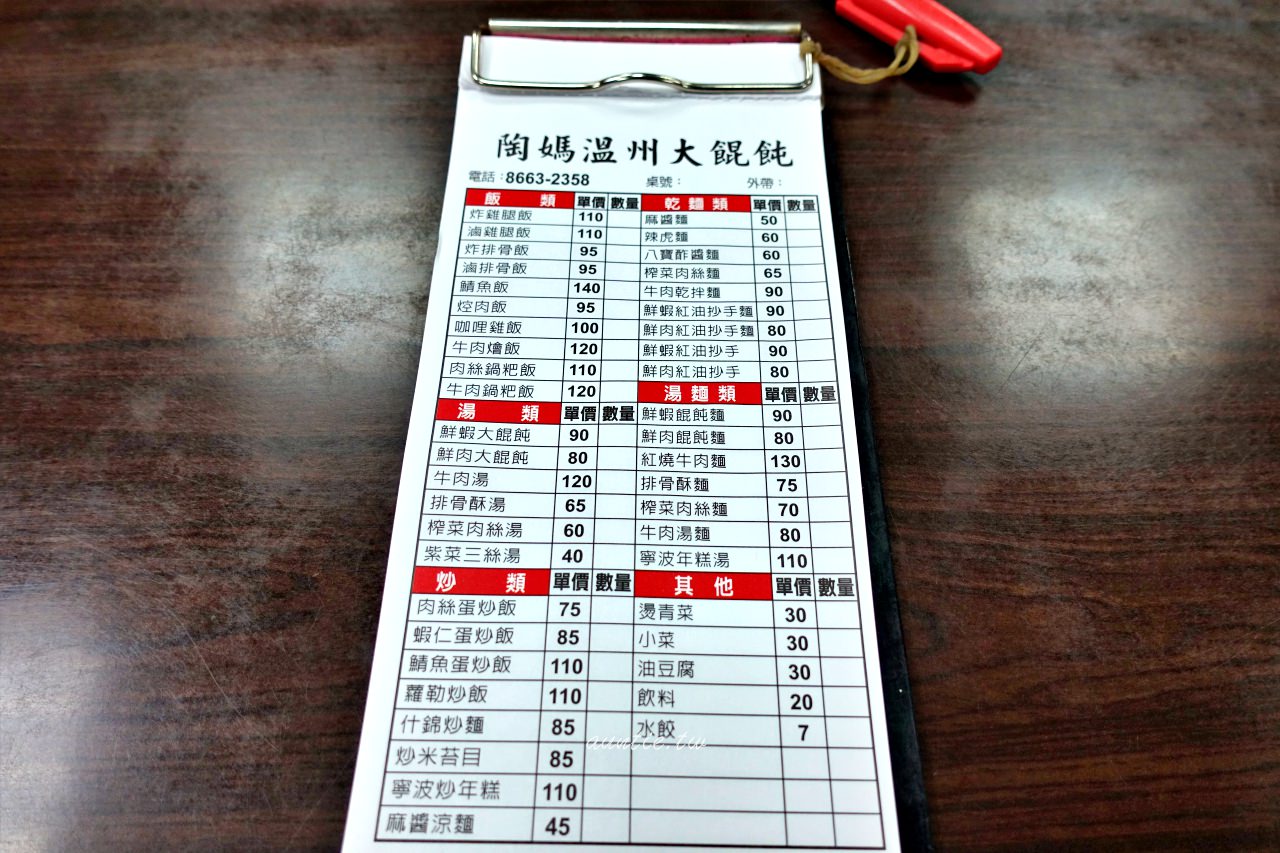 陶媽溫州大餛飩
電話：8663-2358 桌號： 外帶：
飯類 單價 數量
炸雞腿飯 110
滷雞腿飯 110
炸排骨飯 95
滷排骨飯 95
鯖魚飯 140
焢肉飯 95
咖哩雞飯 100
牛肉燴飯 120
肉絲鍋粑飯 110
牛肉鍋粑飯 120
湯類 單價 數量
鮮蝦大餛飩 90
鮮肉大餛飩 80
牛肉湯 120
排骨酥湯 65
榨菜肉絲湯 60
紫菜三絲湯 40
炒類 單價 數量
肉絲蛋炒飯 75
蝦仁蛋炒飯 85
鯖魚蛋炒飯 110
蘿勒炒飯 110
什錦炒麵 85
炒米苔目 85
寧波炒年糕 110
麻醬涼麵 45
乾麵類 單價 數量
麻醬麵 50
辣虎麵 60
八寶酢醬麵 60
榨菜肉絲麵 65
牛肉乾拌麵 90
鮮蝦紅油抄手麵 90
鮮肉紅油抄手麵 80
鮮蝦紅油抄手 90
鮮肉紅油抄手 80
湯麵類 單價 數量
鮮蝦餛飩麵 90
鮮肉餛飩麵 80
紅燒牛肉麵 130
排骨酥麵 75
榨菜肉絲麵 70
牛肉湯麵 80
寧波年糕湯 110
其他 單價 數量
燙青菜 30
小菜 30
油豆腐 30
飲料 20
水餃 7
auntie.tw